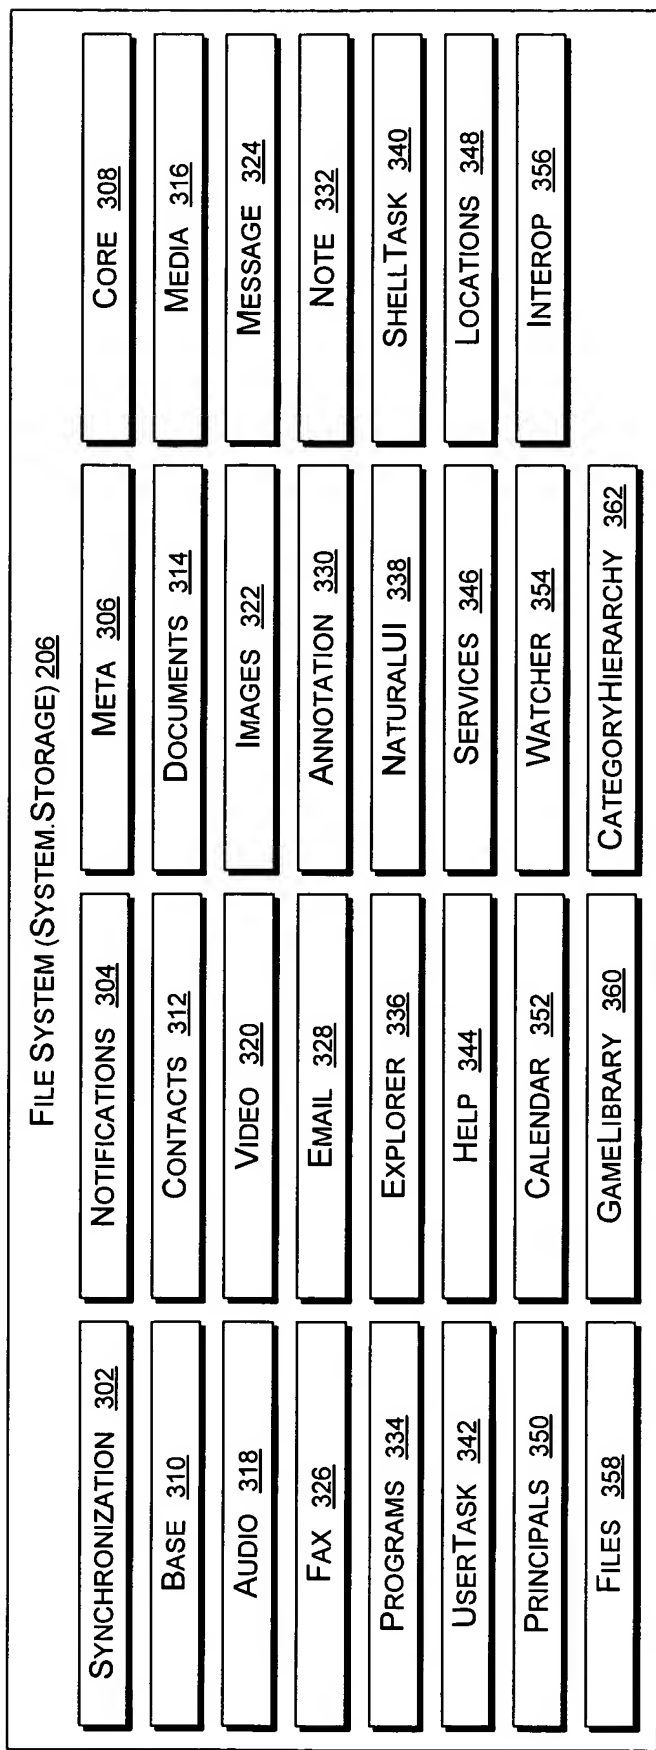 FILE SYSTEM (SYSTEM.STORAGE) 206
SYNCHRONIZATION 302
NOTIFICATIONS 304
META 306
CORE 308
BASE 310
CONTACTS 312
DOCUMENTS 314
MEDIA 316
AUDIO 318
VIDEO 320
IMAGES 322
MESSAGE 324
FAX 326
EMAIL 328
ANNOTATION 330
NOTE 332
PROGRAMS 334
EXPLORER 336
NATURALUI 338
SHELLTASK 340
USERTASK 342
HELP 344
SERVICES 346
LOCATIONS 348
PRINCIPALS 350
CALENDAR 352
WATCHER 354
INTEROP 356
FILES 358
GAMELIBRARY 360
CATEGORYHIERARCHY 362